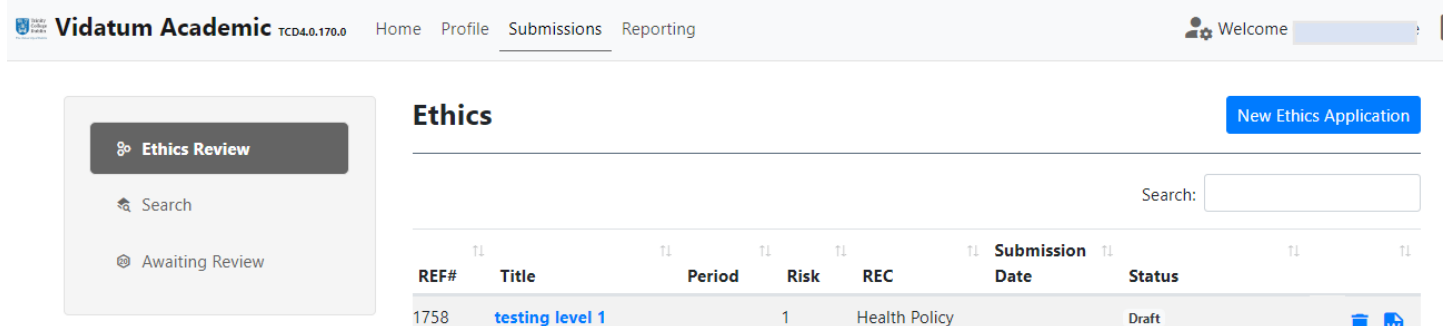 Vidatum Academic TCD4.0.170.0 Home Profile Submissions Reporting Welcome
Ethics Review
Search
Awaiting Review
Ethics
New Ethics Application
Search:
REF# Title Period Risk REC Submission Date Status
1758 testing level 1 1 Health Policy Draft